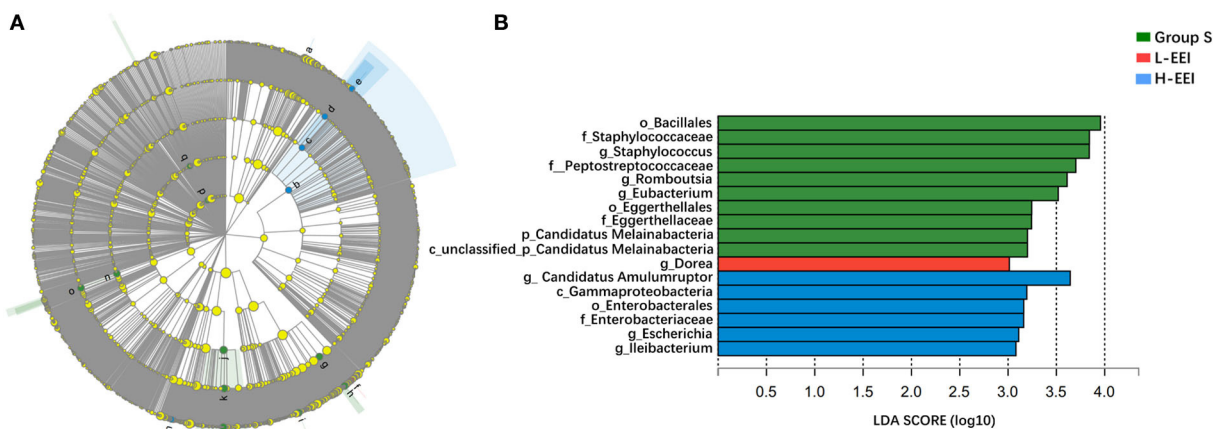 A
B
Group S
L-EEI
H-EEI
o_Bacillales
f_Staphylococcaceae
g_Staphylococcus
f__Peptostreptococcaceae
g_Romboutsia
g_Eubacterium
o_Eggerthellales
f_Eggerthellaceae
p_Candidatus Melainabacteria
c_unclassified_p_Candidatus Melainabacteria
g_Dorea
g_ Candidatus Amulumruptor
c_Gammaproteobacteria
o_Enterobacterales
f_Enterobacteriaceae
g_Escherichia
g_Ileibacterium
0.5 1.0 1.5 2.0 2.5 3.0 3.5 4.0
LDA SCORE (log10)
a
e
d
c
b
q
p
n
o
j
k
g